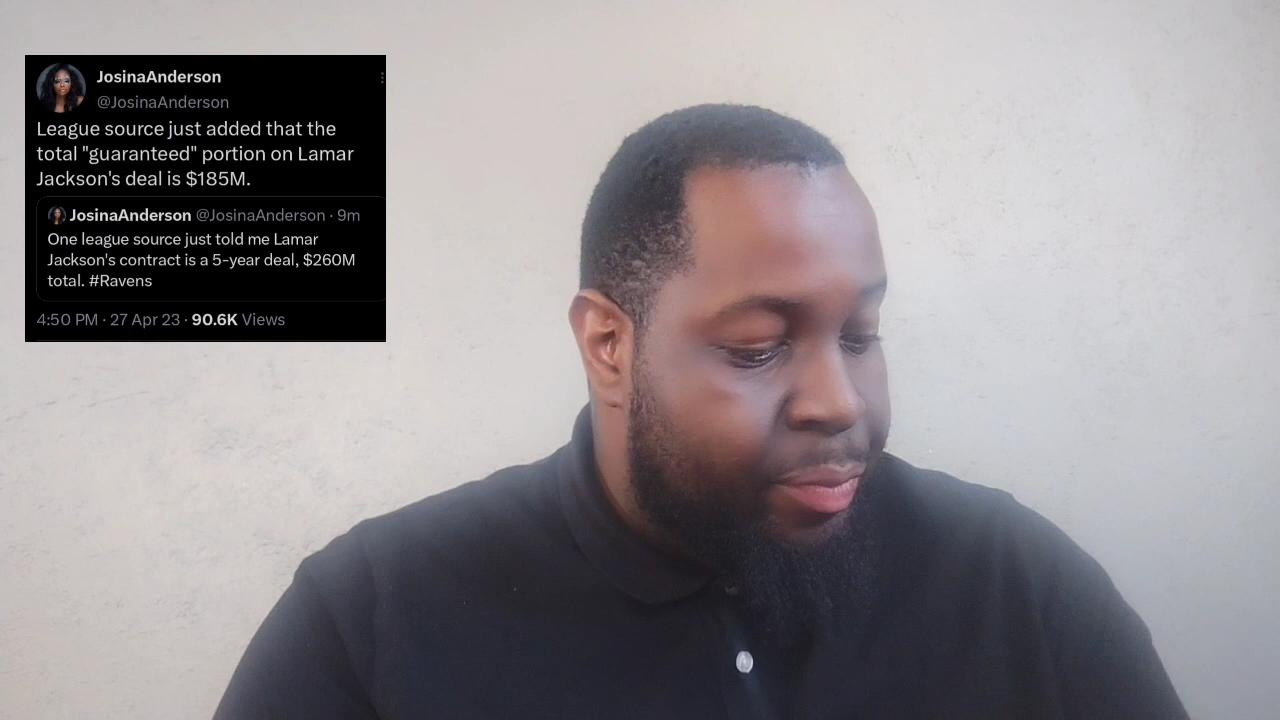 JosinaAnderson
@JosinaAnderson
League source just added that the
total "guaranteed" portion on Lamar
Jackson's deal is $185M.
JosinaAnderson @JosinaAnderson · 9m
One league source just told me Lamar
Jackson's contract is a 5-year deal, $260M
total. #Ravens
4:50 PM · 27 Apr 23 · 90.6K Views